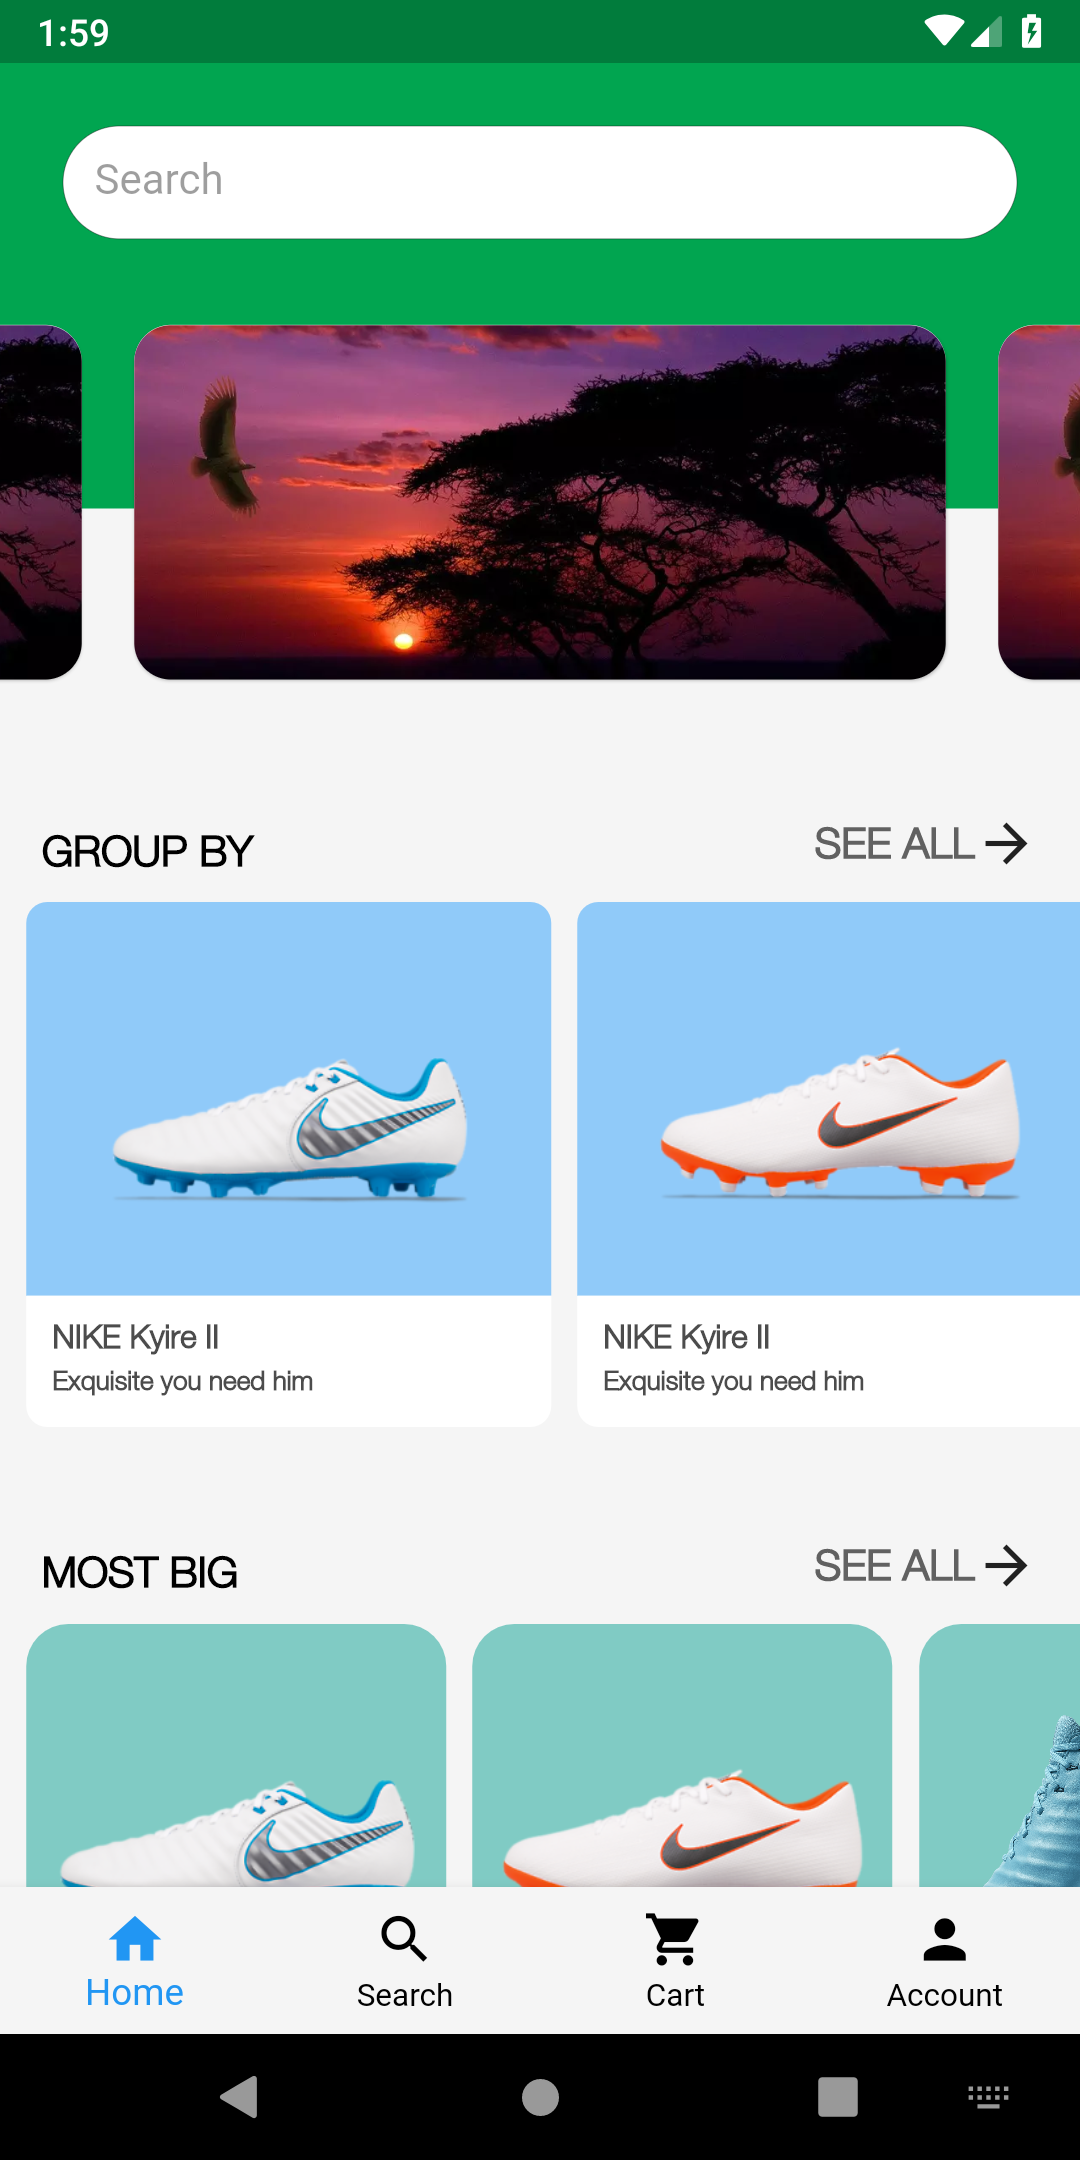 1:59
Search
GROUP BY
SEE ALL
NIKE Kyire II
Exquisite you need him
NIKE Kyire II
Exquisite you need him
MOST BIG
SEE ALL
Home
Search
Cart
Account